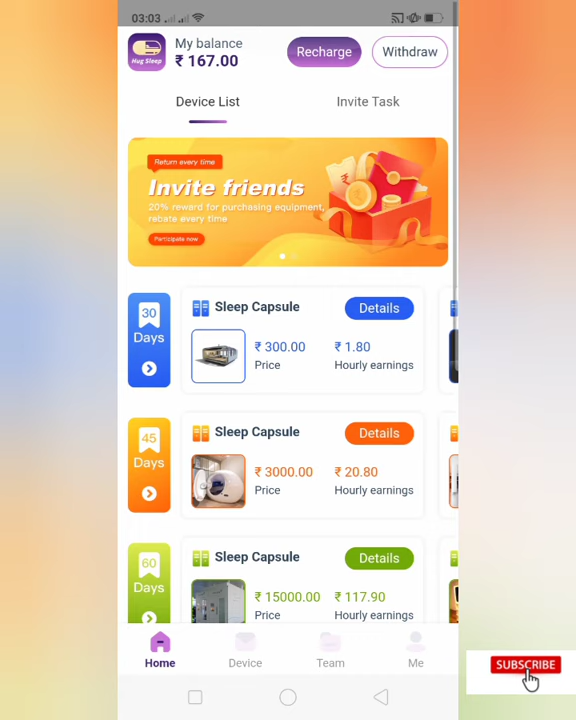 03:03
My balance
₹ 167.00
Recharge
Withdraw
Hug Sleep
Device List
Invite Task
Return every time
Invite friends
20% reward for purchasing equipment,
rebate every time
Participate now
30
Days
Sleep Capsule
Details
₹ 300.00
₹ 1.80
Price
Hourly earnings
45
Days
Sleep Capsule
Details
₹ 3000.00
₹ 20.80
Price
Hourly earnings
60
Days
Sleep Capsule
Details
₹ 15000.00
₹ 117.90
Price
Hourly earnings
Home
Device
Team
Me
SUBSCRIBE